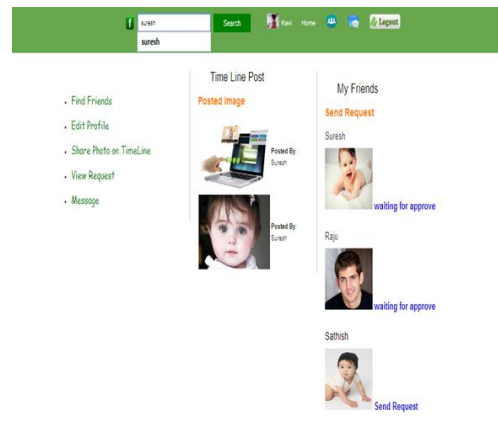 f suresh Search Kavi Home Logout
suresh
Find Friends
Edit Profile
Share Photo on TimeLine
View Request
Message
Time Line Post
Posted Image
Posted By:
Suresh
Posted By:
Suresh
My Friends
Send Request
Suresh
waiting for approve
Raju
waiting for approve
Sathish
Send Request